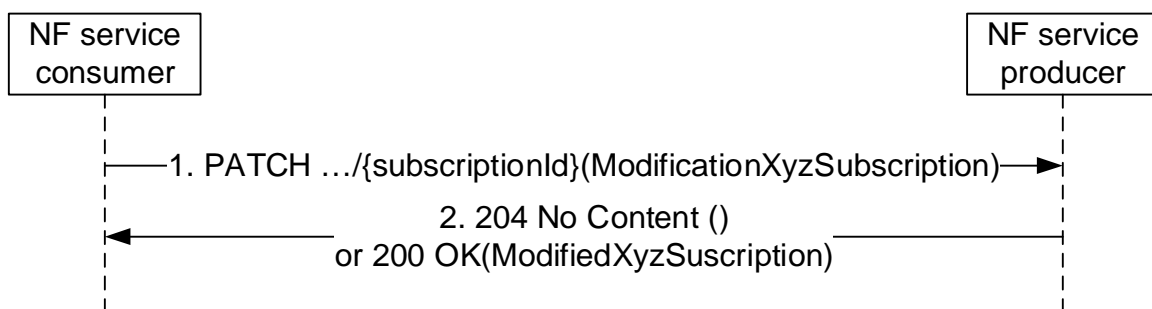 NF service
consumer
NF service
producer
1. PATCH …/{subscriptionId}(ModificationXyzSubscription)
2. 204 No Content ()
or 200 OK(ModifiedXyzSuscription)